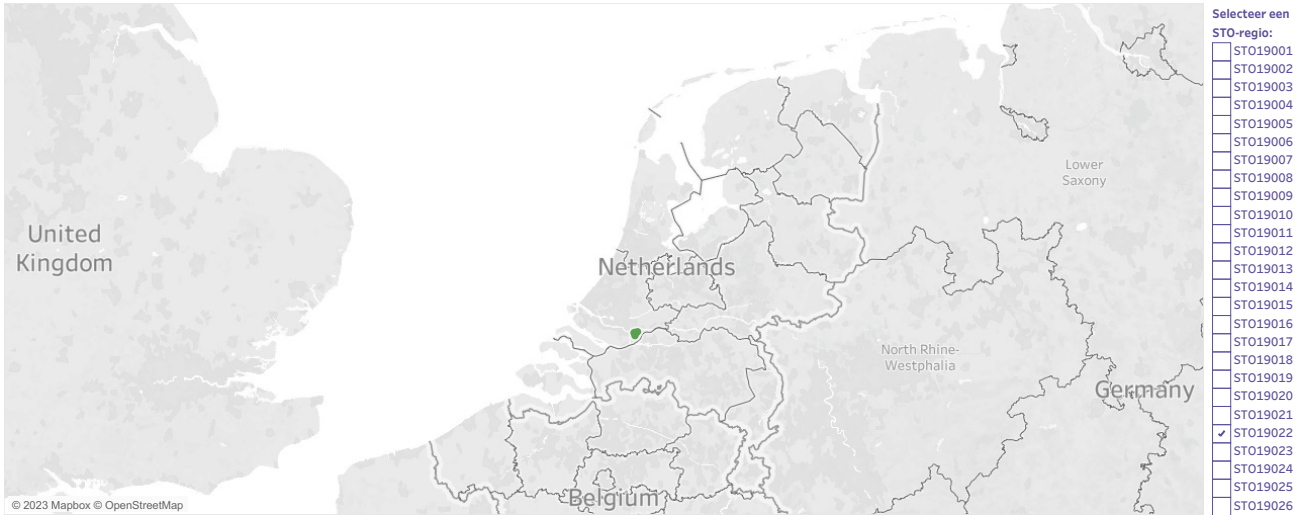 United
Kingdom
Netherlands
Lower
Saxony
North Rhine-
Westphalia
Germany
Belgium
© 2023 Mapbox © OpenStreetMap
Selecteer een
STO-regio:
STO19001
STO19002
STO19003
STO19004
STO19005
STO19006
STO19007
STO19008
STO19009
STO19010
STO19011
STO19012
STO19013
STO19014
STO19015
STO19016
STO19017
STO19018
STO19019
STO19020
STO19021
STO19022
STO19023
STO19024
STO19025
STO19026